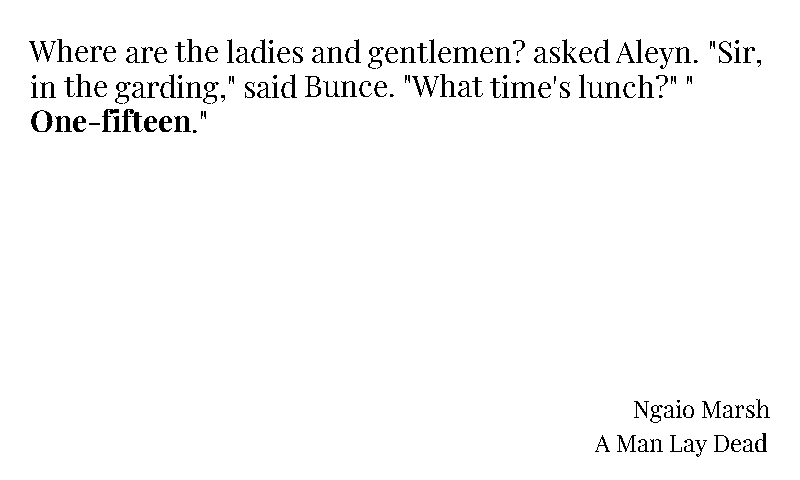 Where are the ladies and gentlemen? asked Aleyn. "Sir,
in the garding," said Bunce. "What time's lunch?" "
One-fifteen."
Ngaio Marsh
A Man Lay Dead